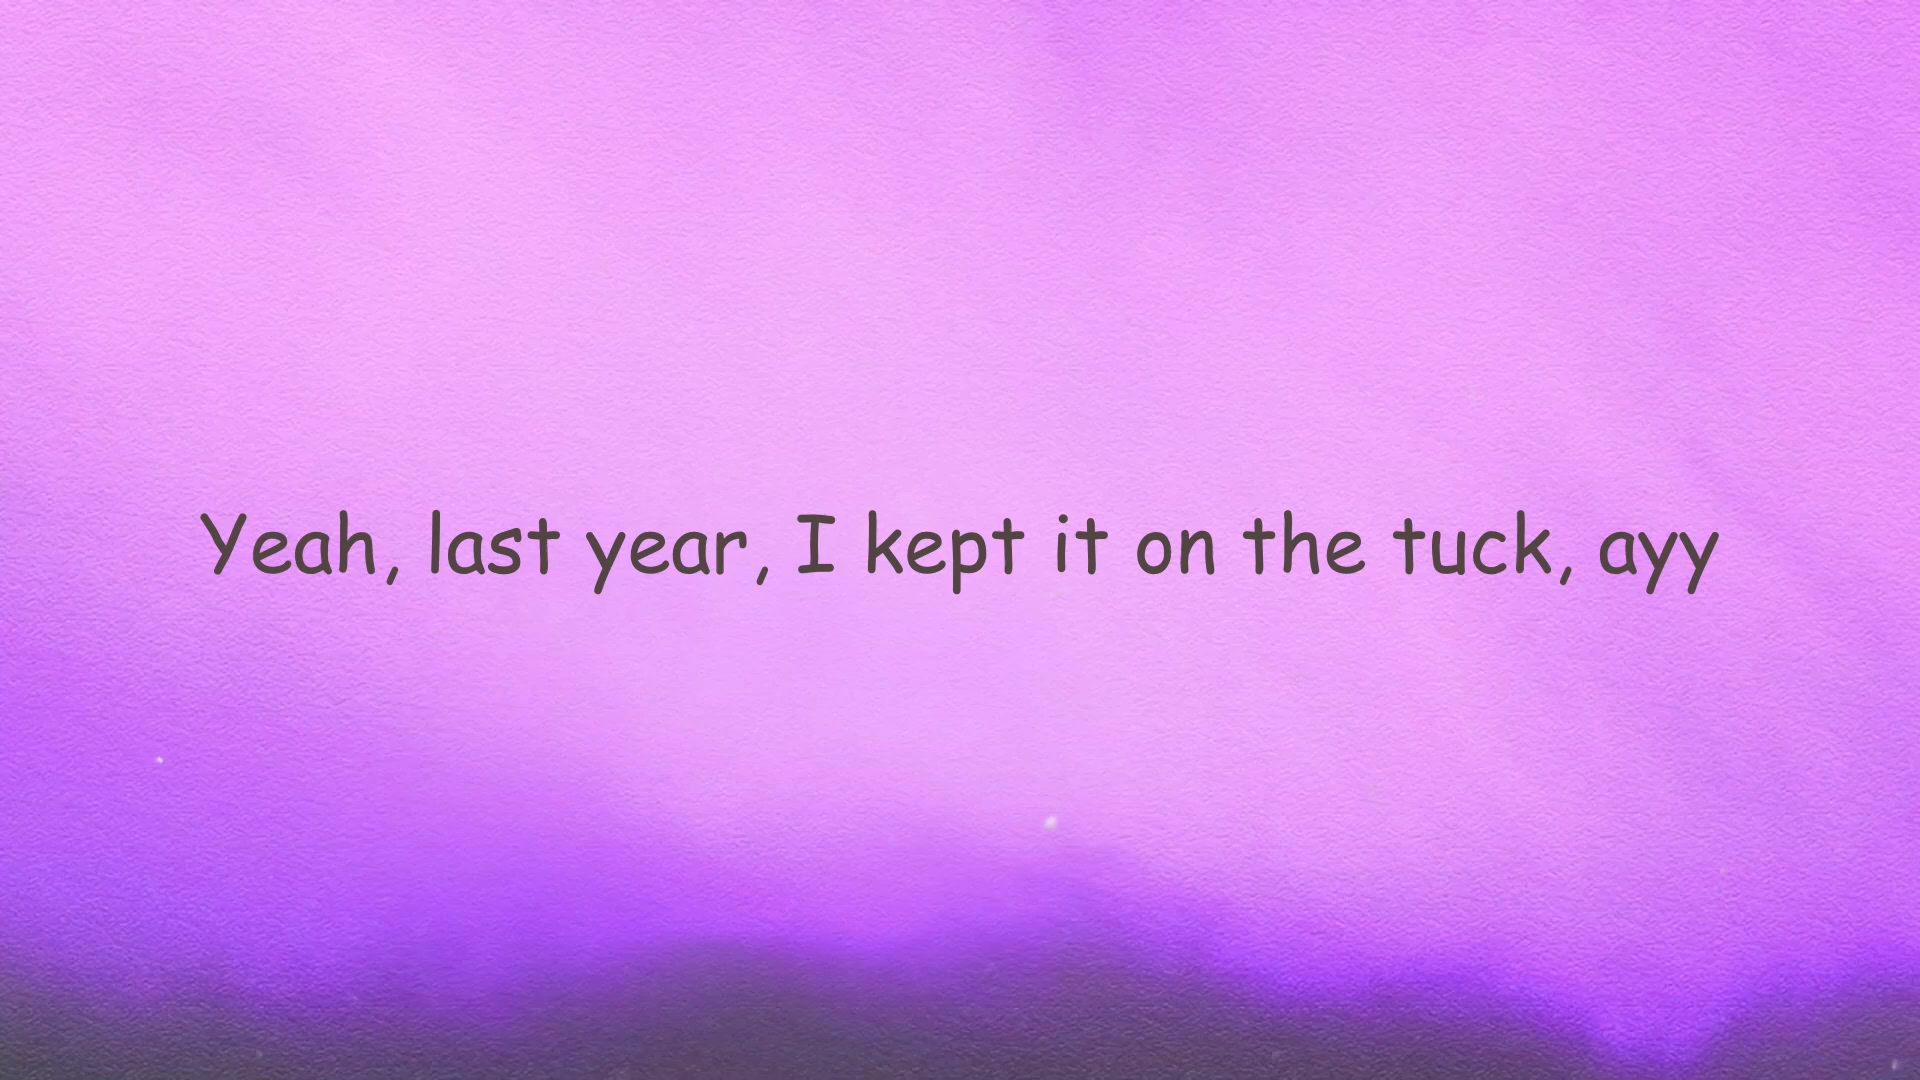 Yeah, last year, I kept it on the tuck, ayy